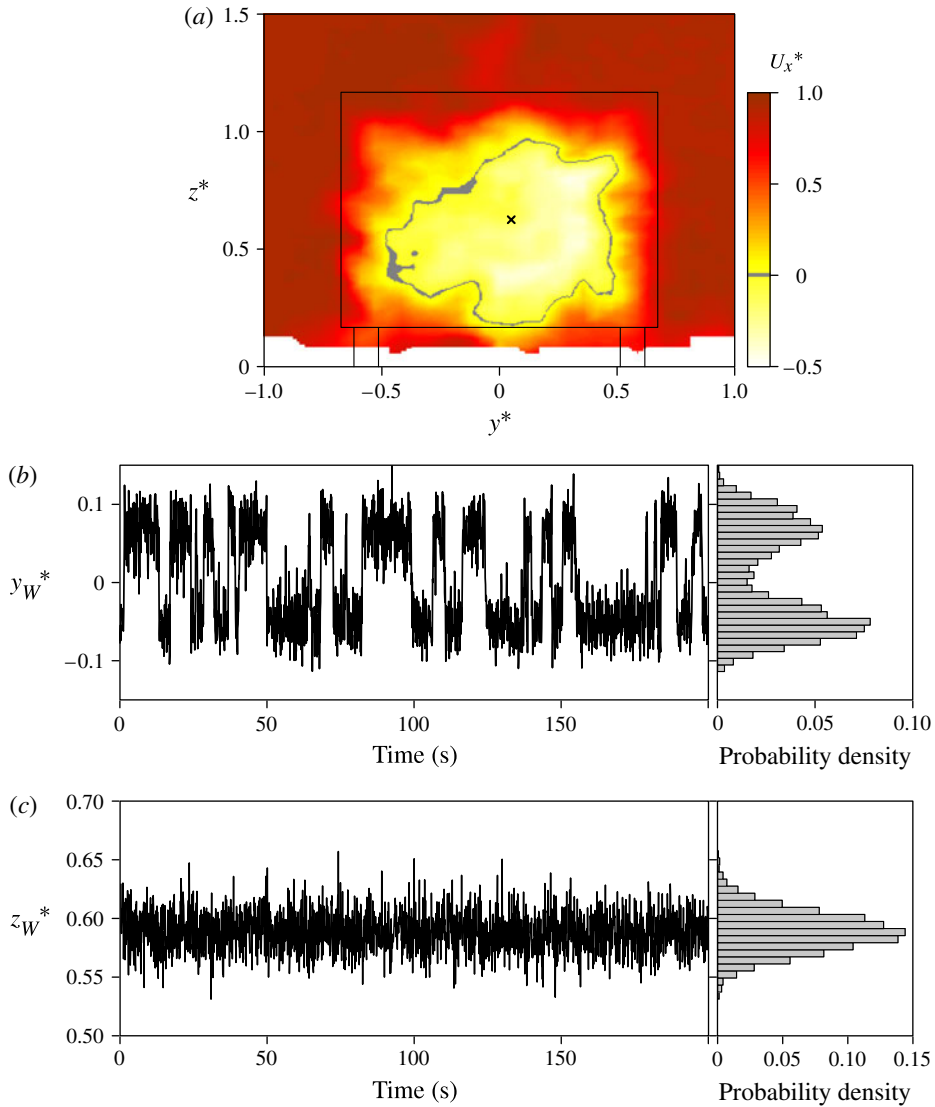 (a)
1.5
1.0
0.5
0
z*
−1.0 −0.5 0 0.5 1.0
y*
U_x*
1.0
0.5
0
−0.5
(b)
0.1
0
−0.1
y_W*
0 50 100 150
Time (s)
0 0.05 0.10
Probability density
(c)
0.70
0.65
0.60
0.55
0.50
z_W*
0 50 100 150
Time (s)
0 0.05 0.10 0.15
Probability density